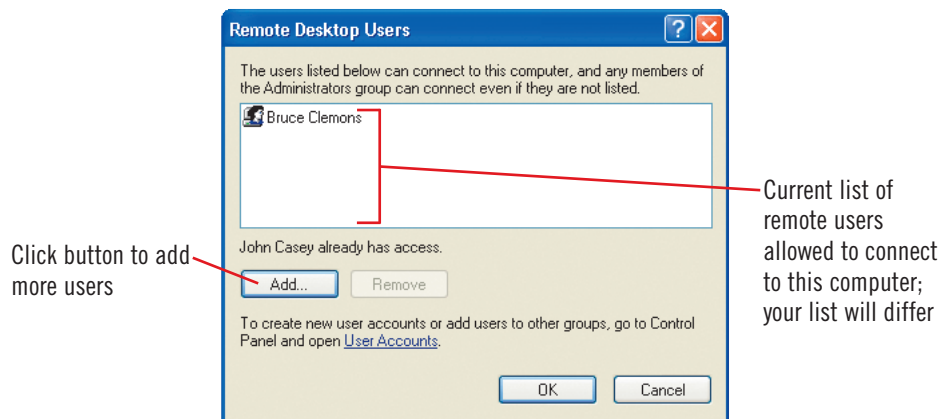 Remote Desktop Users
The users listed below can connect to this computer, and any members of
the Administrators group can connect even if they are not listed.
Bruce Clemons
Current list of
remote users
allowed to connect
to this computer;
your list will differ
John Casey already has access.
Click button to add
more users
Add...
Remove
To create new user accounts or add users to other groups, go to Control
Panel and open User Accounts.
OK
Cancel